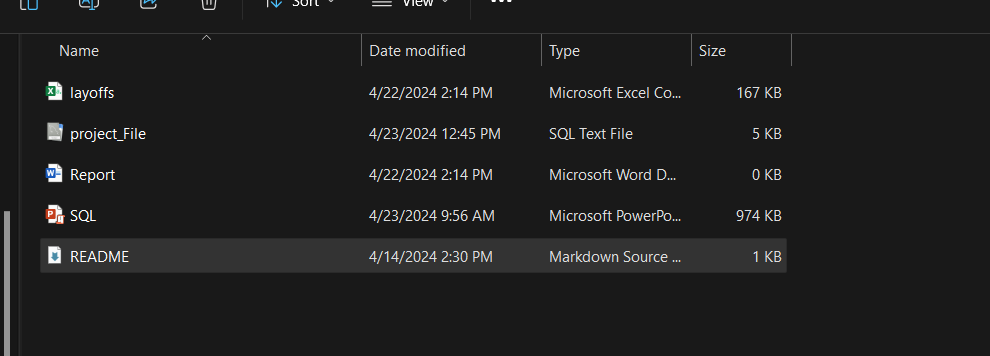 Sort View ...
Name Date modified Type Size
layoffs 4/22/2024 2:14 PM Microsoft Excel Co... 167 KB
project_File 4/23/2024 12:45 PM SQL Text File 5 KB
Report 4/22/2024 2:14 PM Microsoft Word D... 0 KB
SQL 4/23/2024 9:56 AM Microsoft PowerPo... 974 KB
README 4/14/2024 2:30 PM Markdown Source ... 1 KB